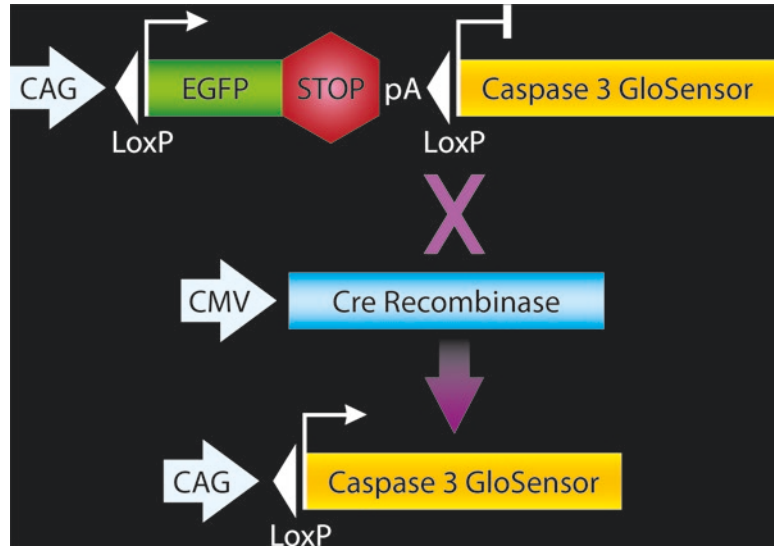 CAG EGFP STOP pA Caspase 3 GloSensor
LoxP LoxP
X
CMV Cre Recombinase
CAG Caspase 3 GloSensor
LoxP